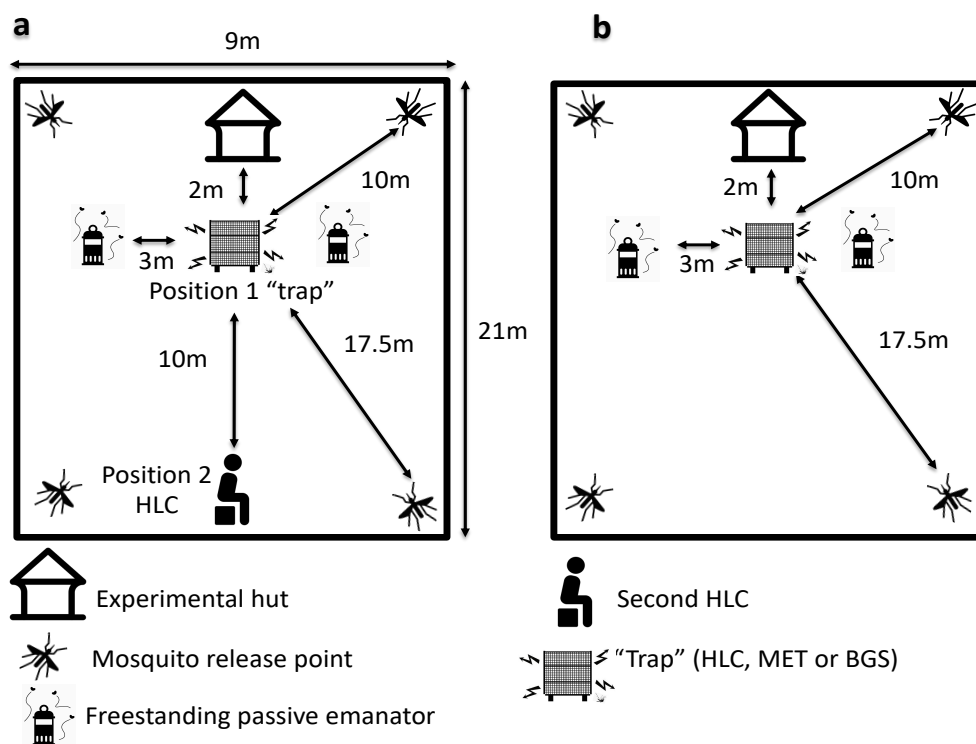 a
9m
2m
10m
3m
Position 1 “trap”
10m
17.5m
21m
Position 2
HLC
b
2m
10m
3m
17.5m
Experimental hut
Mosquito release point
Freestanding passive emanator
Second HLC
“Trap” (HLC, MET or BGS)